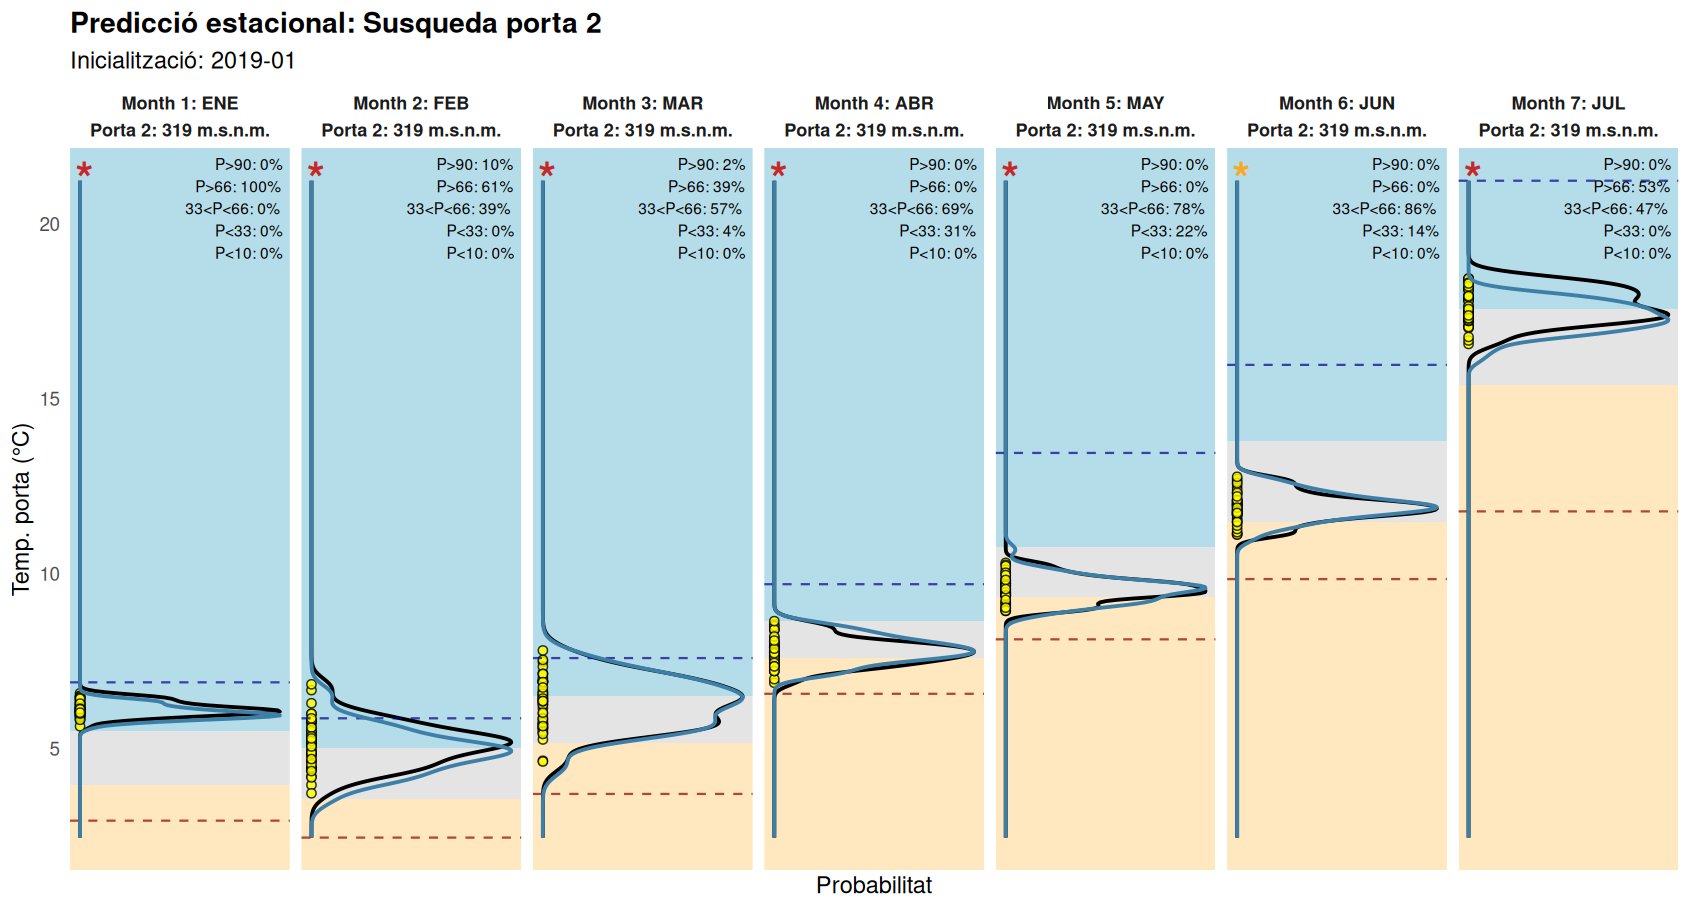 Predicció estacional: Susqueda porta 2
Inicialització: 2019-01
Month 1: ENE
Porta 2: 319 m.s.n.m.
Month 2: FEB
Porta 2: 319 m.s.n.m.
Month 3: MAR
Porta 2: 319 m.s.n.m.
Month 4: ABR
Porta 2: 319 m.s.n.m.
Month 5: MAY
Porta 2: 319 m.s.n.m.
Month 6: JUN
Porta 2: 319 m.s.n.m.
Month 7: JUL
Porta 2: 319 m.s.n.m.
*
P>90: 0%
P>66: 100%
33<P<66: 0%
P<33: 0%
P<10: 0%
*
P>90: 10%
P>66: 61%
33<P<66: 39%
P<33: 0%
P<10: 0%
*
P>90: 2%
P>66: 39%
33<P<66: 57%
P<33: 4%
P<10: 0%
*
P>90: 0%
P>66: 0%
33<P<66: 69%
P<33: 31%
P<10: 0%
*
P>90: 0%
P>66: 0%
33<P<66: 78%
P<33: 22%
P<10: 0%
*
P>90: 0%
P>66: 0%
33<P<66: 86%
P<33: 14%
P<10: 0%
*
P>90: 0%
P>66: 53%
33<P<66: 47%
P<33: 0%
P<10: 0%
20
15
10
5
Temp. porta (°C)
Probabilitat